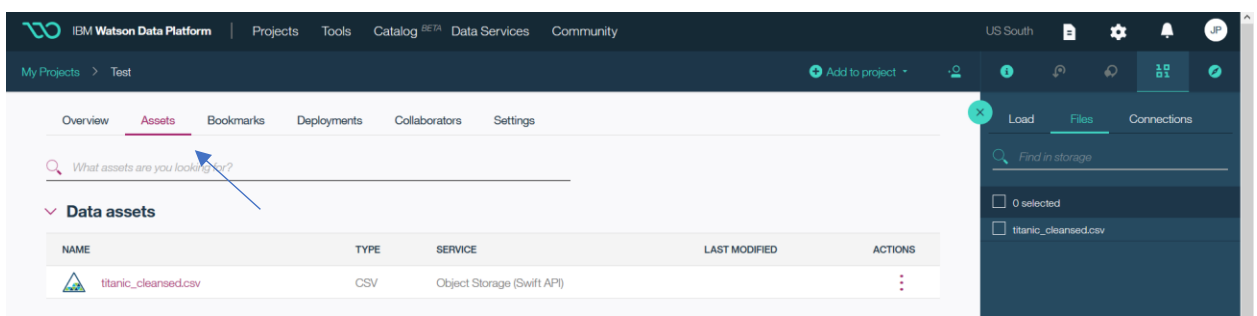 IBM Watson Data Platform Projects Tools Catalog BETA Data Services Community US South JP
My Projects > Test Add to project
Overview Assets Bookmarks Deployments Collaborators Settings Load Files Connections
What assets are you looking for? Find in storage
Data assets 0 selected
titanic_cleansed.csv
NAME TYPE SERVICE LAST MODIFIED ACTIONS
titanic_cleansed.csv CSV Object Storage (Swift API)